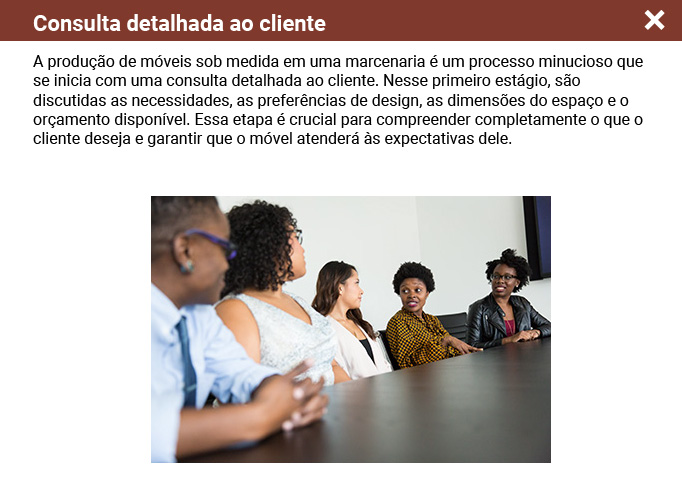 Consulta detalhada ao cliente
A produção de móveis sob medida em uma marcenaria é um processo minucioso que
se inicia com uma consulta detalhada ao cliente. Nesse primeiro estágio, são
discutidas as necessidades, as preferências de design, as dimensões do espaço e o
orçamento disponível. Essa etapa é crucial para compreender completamente o que o
cliente deseja e garantir que o móvel atenderá às expectativas dele.